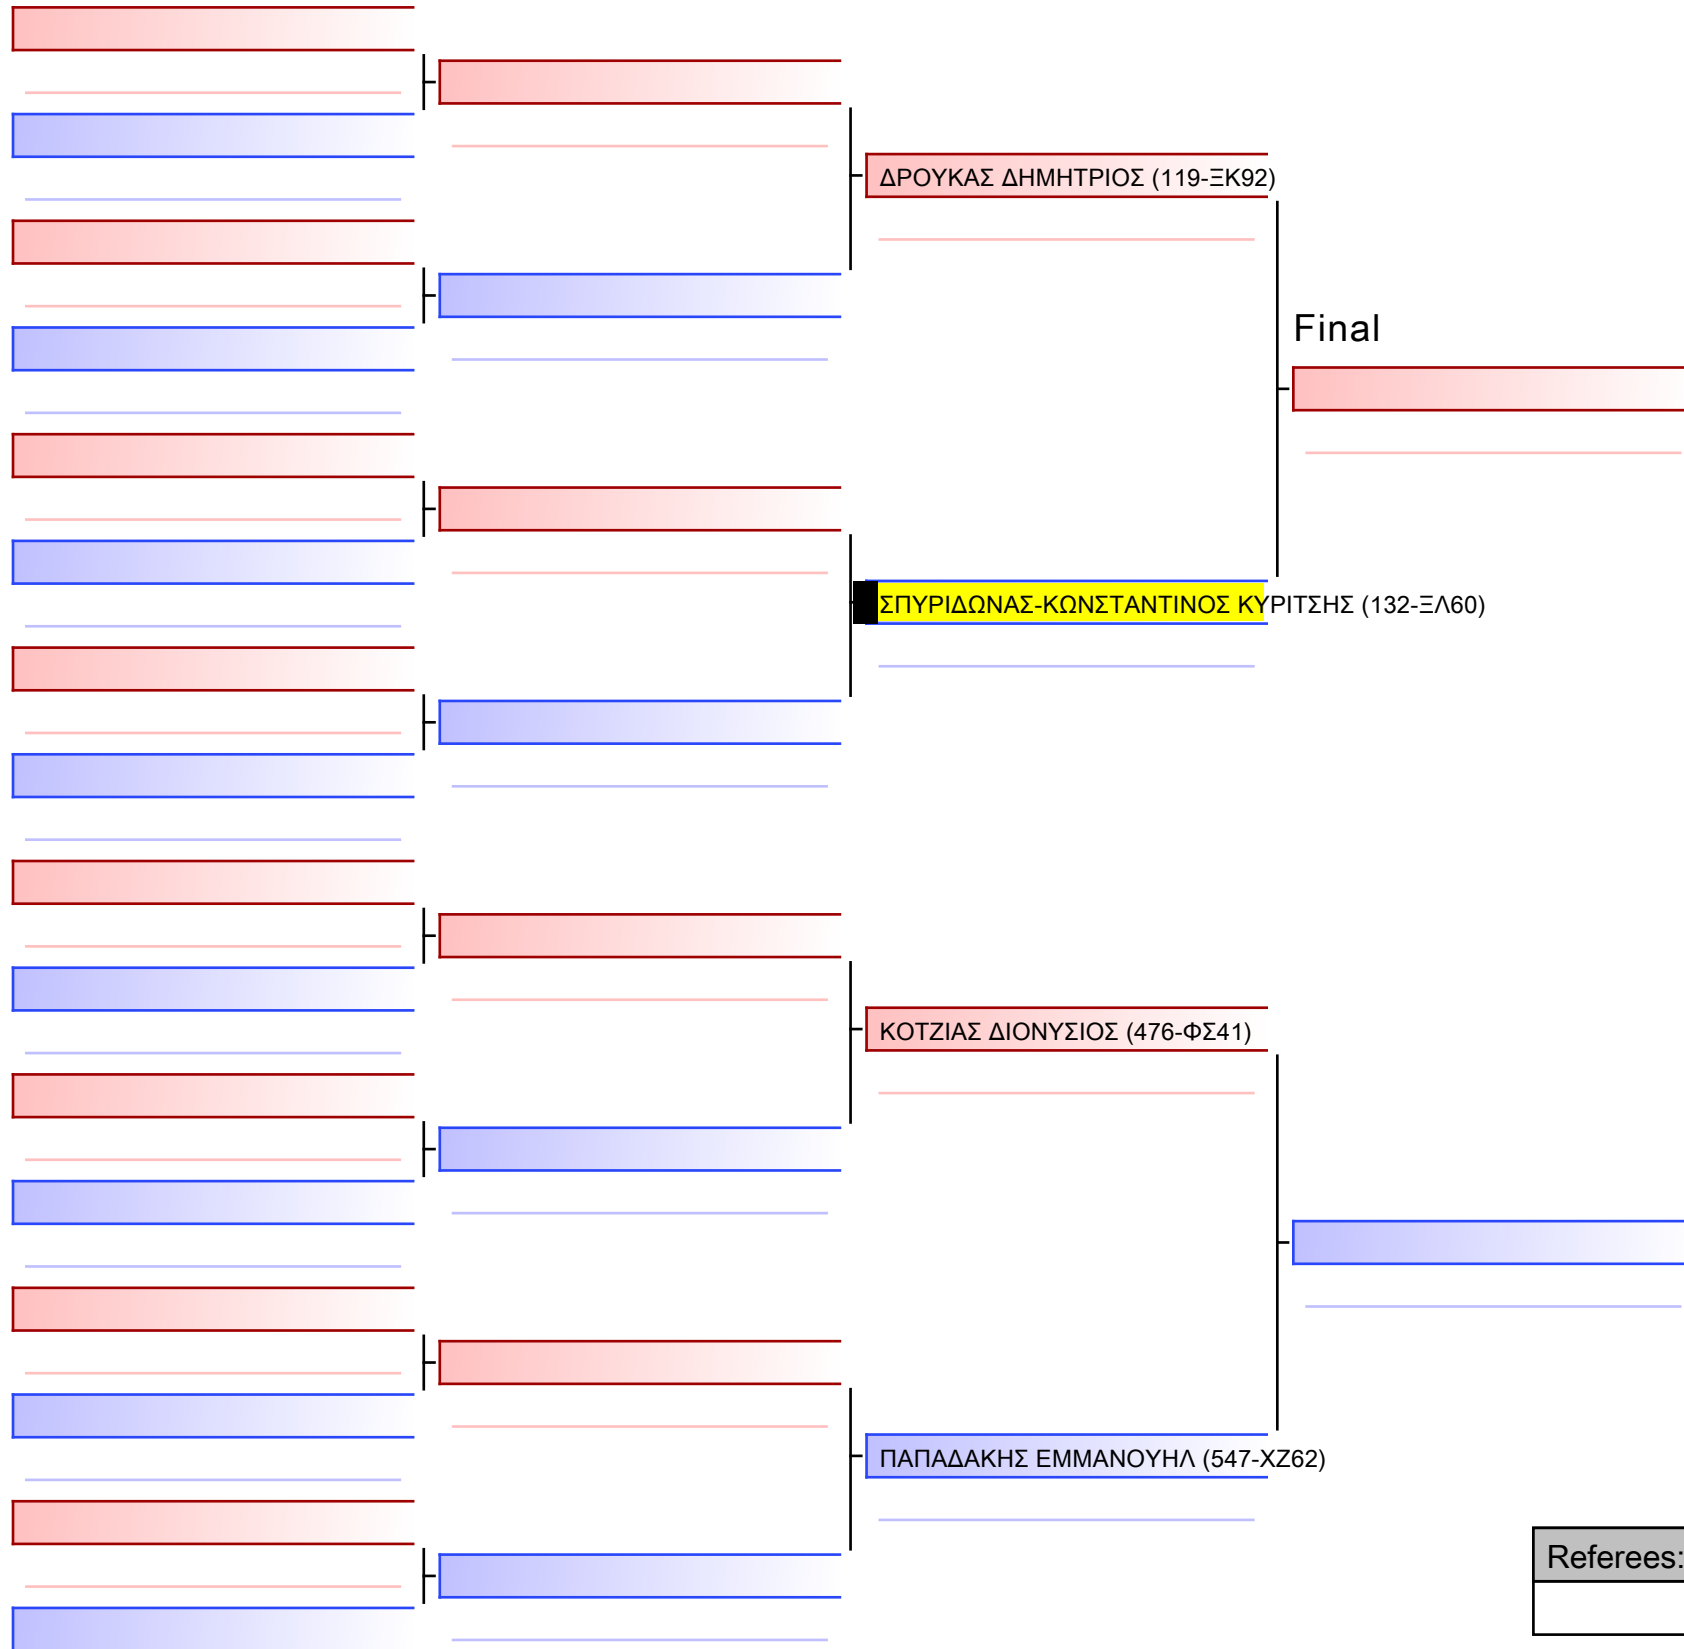 ΔΡΟΥΚΑΣ ΔΗΜΗΤΡΙΟΣ (119-ΞΚ92)
Final
ΣΠΥΡΙΔΩΝΑΣ-ΚΩΝΣΤΑΝΤΙΝΟΣ ΚΥΡΙΤΣΗΣ (132-ΞΛ60)
ΚΟΤΖΙΑΣ ΔΙΟΝΥΣΙΟΣ (476-ΦΣ41)
ΠΑΠΑΔΑΚΗΣ ΕΜΜΑΝΟΥΗΛ (547-ΧΖ62)
Referees: